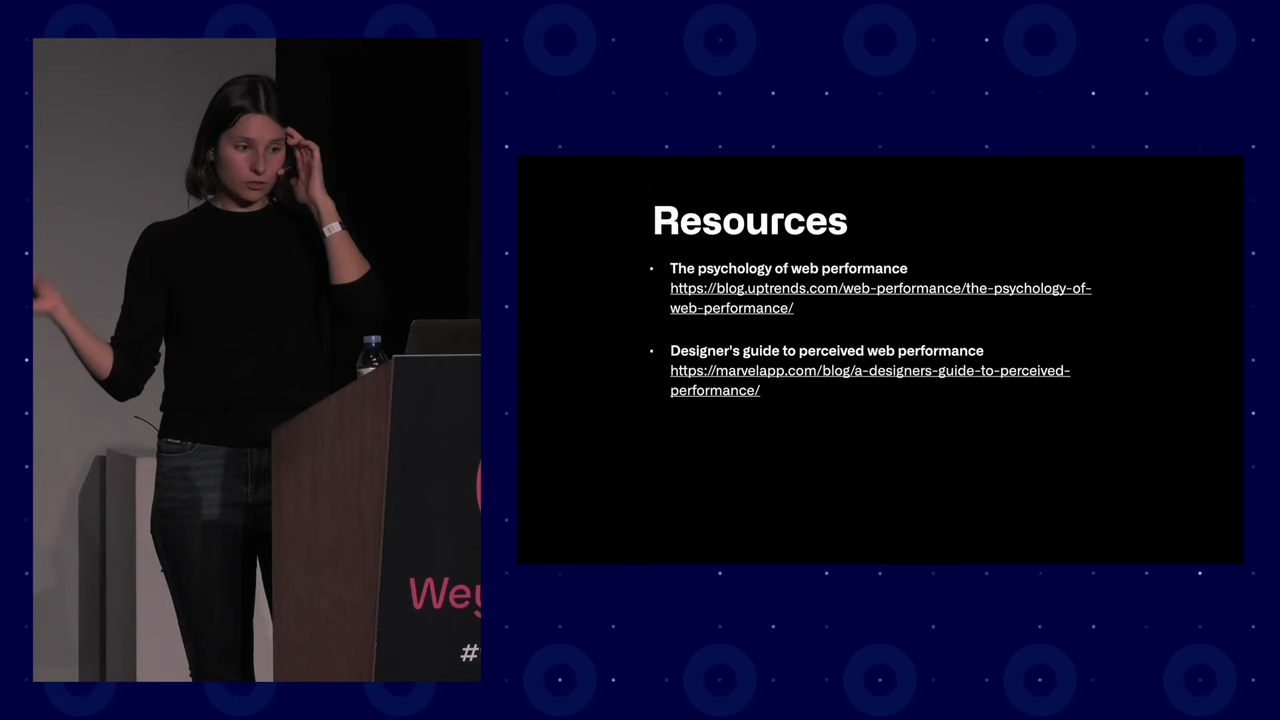 Resources
• The psychology of web performance
https://blog.uptrends.com/web-performance/the-psychology-of-
web-performance/
• Designer's guide to perceived web performance
https://marvelapp.com/blog/a-designers-guide-to-perceived-
performance/
We
#